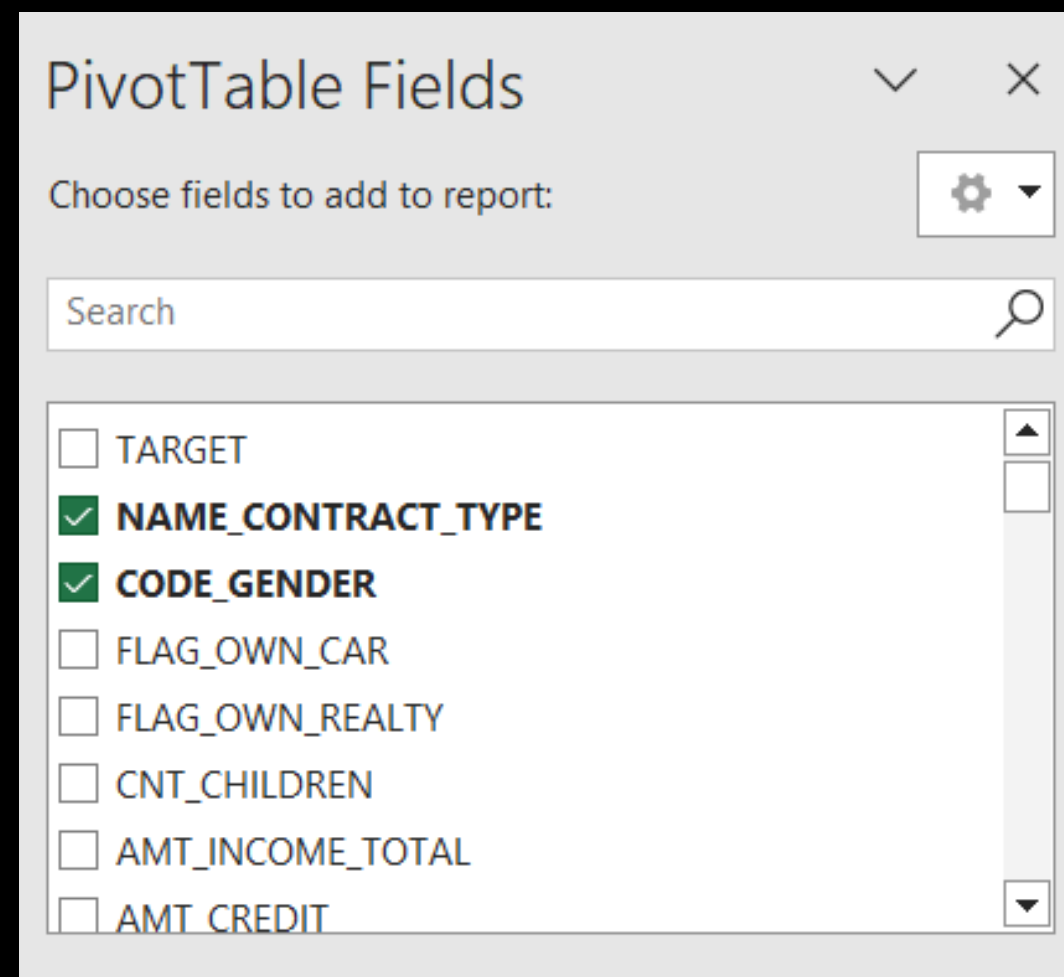 PivotTable Fields
Choose fields to add to report:
Search
TARGET
NAME_CONTRACT_TYPE
CODE_GENDER
FLAG_OWN_CAR
FLAG_OWN_REALTY
CNT_CHILDREN
AMT_INCOME_TOTAL
AMT_CREDIT